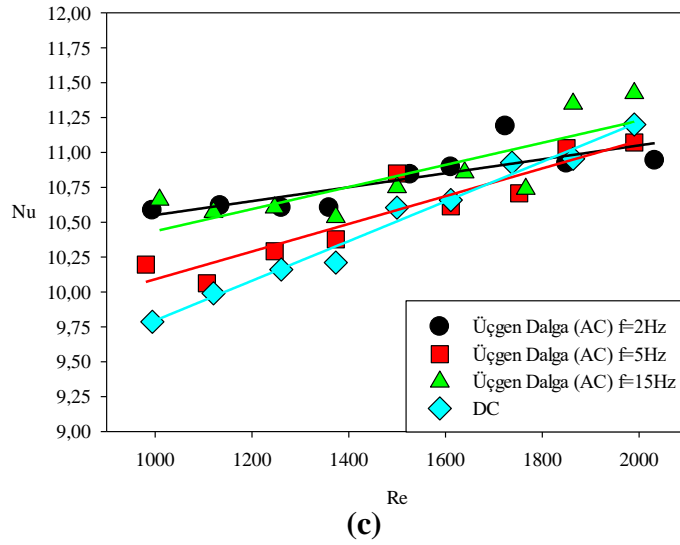 12,00
11,75
11,50
11,25
11,00
10,75
10,50
10,25
10,00
9,75
9,50
9,25
9,00
Nu
Üçgen Dalga (AC) f=2Hz
Üçgen Dalga (AC) f=5Hz
Üçgen Dalga (AC) f=15Hz
DC
1000 1200 1400 1600 1800 2000
Re
(c)